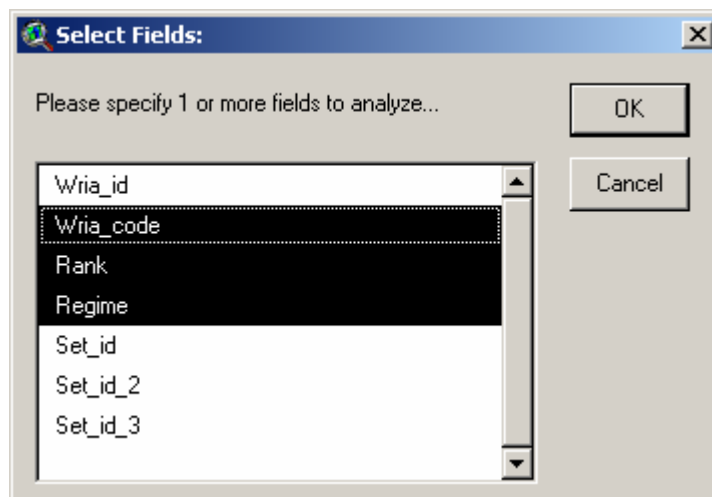 Select Fields:
Please specify 1 or more fields to analyze...
OK
Cancel
Wria_id
Wria_code
Rank
Regime
Set_id
Set_id_2
Set_id_3